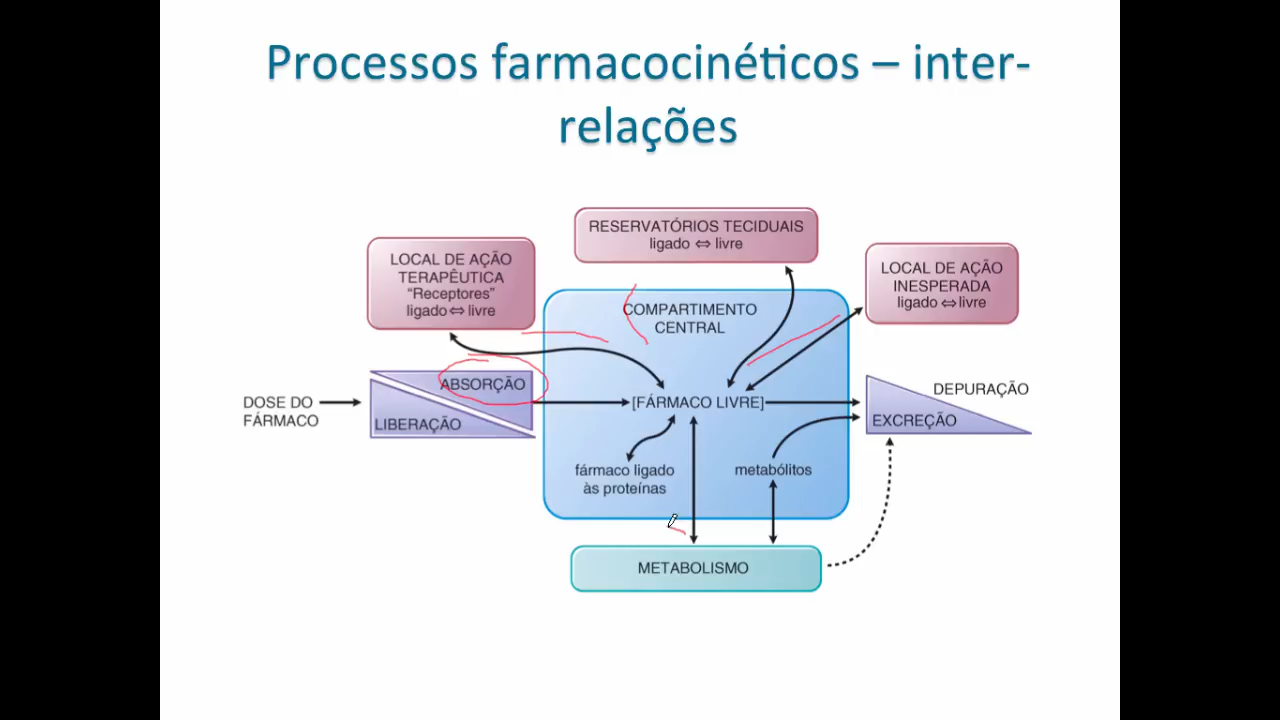 Processos farmacocinéticos – inter-
relações
RESERVATÓRIOS TECIDUAIS
ligado ⇔ livre
LOCAL DE AÇÃO
TERAPÊUTICA
“Receptores”
ligado ⇔ livre
LOCAL DE AÇÃO
INESPERADA
ligado ⇔ livre
COMPARTIMENTO
CENTRAL
DOSE DO
FÁRMACO
ABSORÇÃO
LIBERAÇÃO
[FÁRMACO LIVRE]
DEPURAÇÃO
EXCREÇÃO
fármaco ligado
às proteínas
metabólitos
METABOLISMO